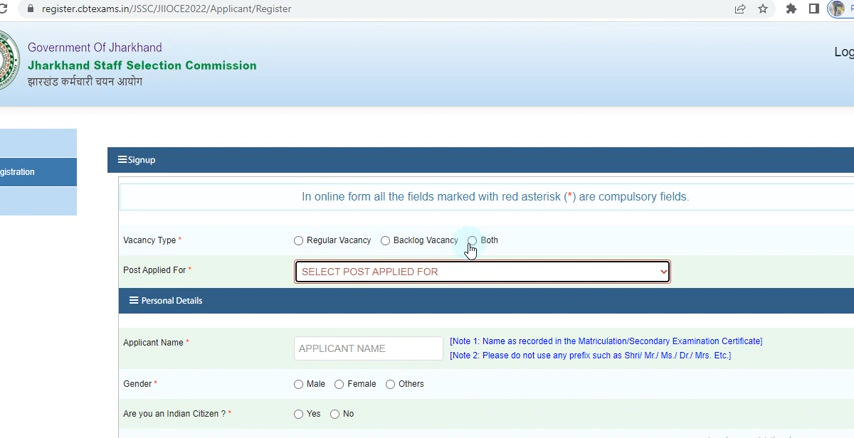 register.cbtexams.in/JSSC/JIIOCE2022/Applicant/Register
Government Of Jharkhand
Jharkhand Staff Selection Commission
झारखंड कर्मचारी चयन आयोग
Log
gistration
Signup
In online form all the fields marked with red asterisk (*) are compulsory fields.
Vacancy Type * Regular Vacancy Backlog Vacancy Both
Post Applied For * SELECT POST APPLIED FOR
Personal Details
Applicant Name * APPLICANT NAME [Note 1: Name as recorded in the Matriculation/Secondary Examination Certificate]
[Note 2: Please do not use any prefix such as Shri/ Mr./ Ms./ Dr./ Mrs. Etc.]
Gender * Male Female Others
Are you an Indian Citizen ? * Yes No